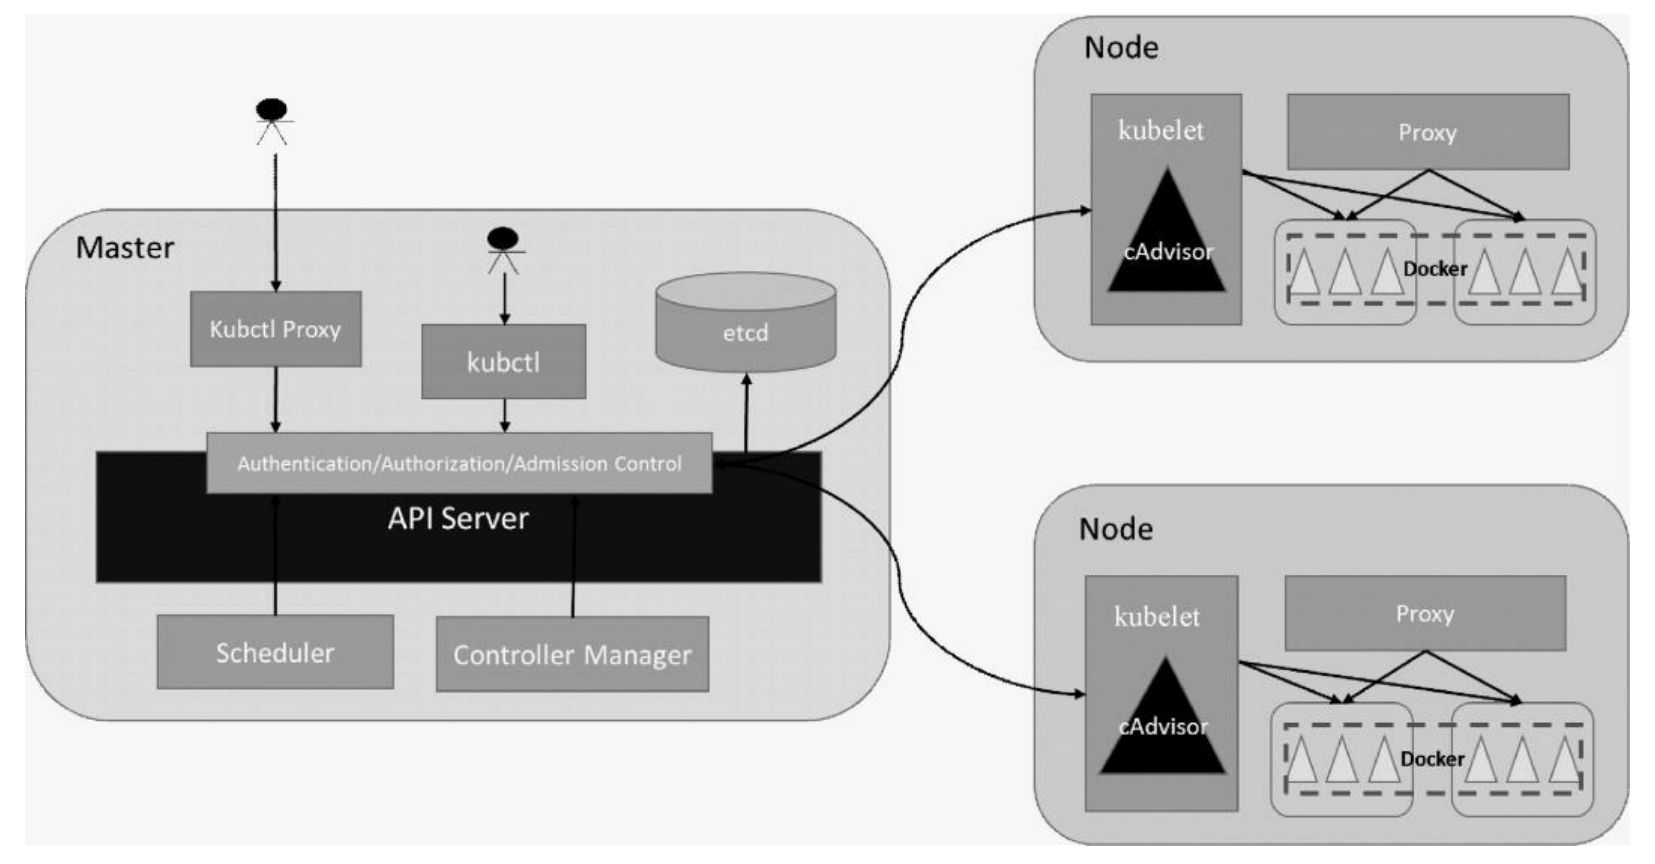 Master
Kubctl Proxy
kubctl
etcd
Authentication/Authorization/Admission Control
API Server
Scheduler
Controller Manager
Node
kubelet
Proxy
cAdvisor
Docker
Node
kubelet
Proxy
cAdvisor
Docker